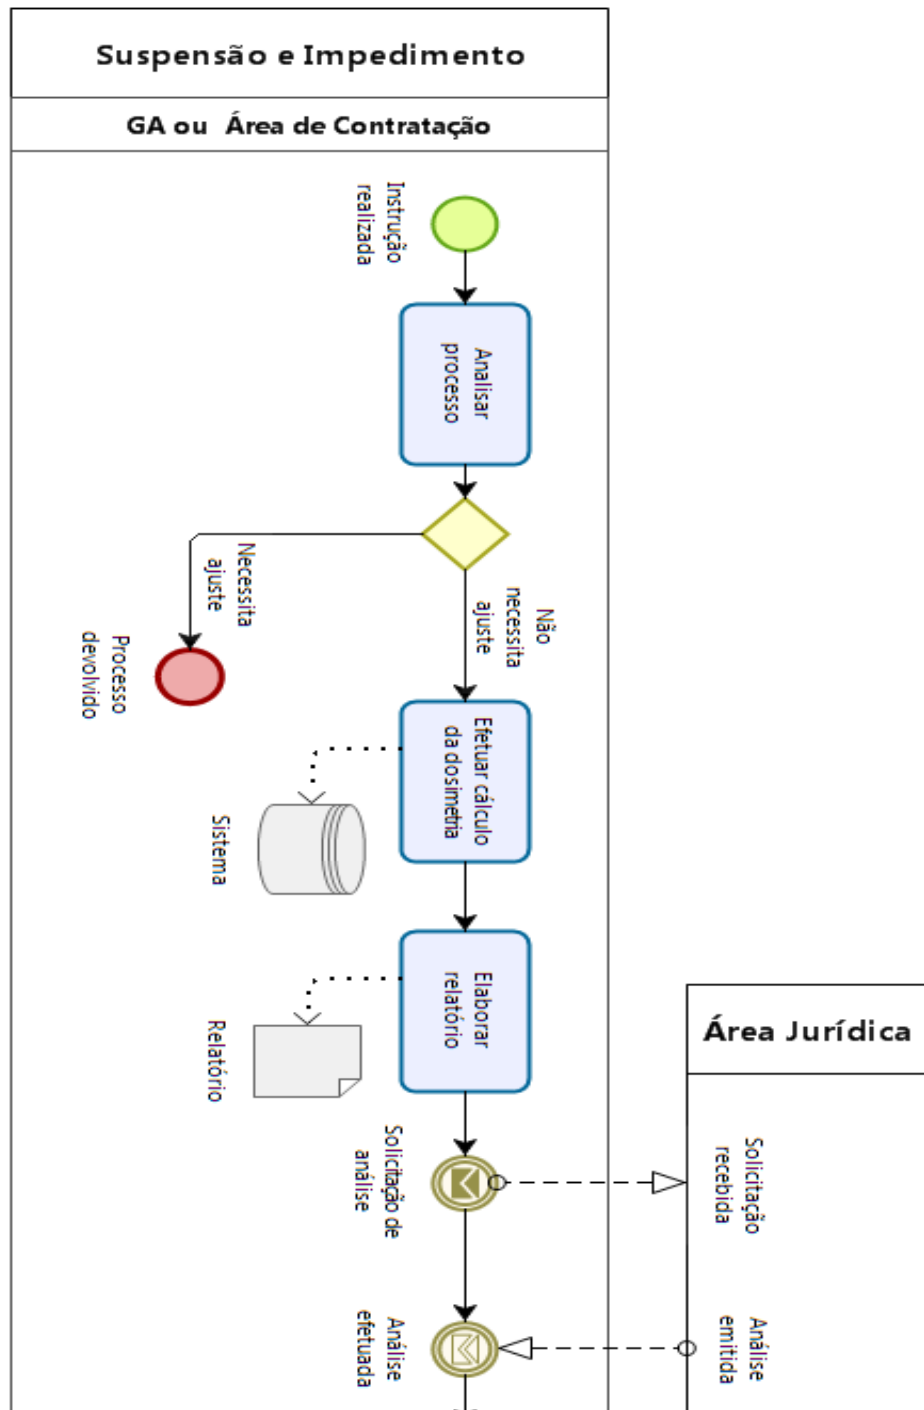 Suspensão e Impedimento
GA ou Área de Contratação
Instrução
realizada
Analisar
processo
Necessita
ajuste
Não
necessita
ajuste
Processo
devolvido
Efetuar cálculo
da dosimetria
Sistema
Elaborar
relatório
Relatório
Área Jurídica
Solicitação de
análise
Solicitação
recebida
Análise
efetuada
Análise
emitida